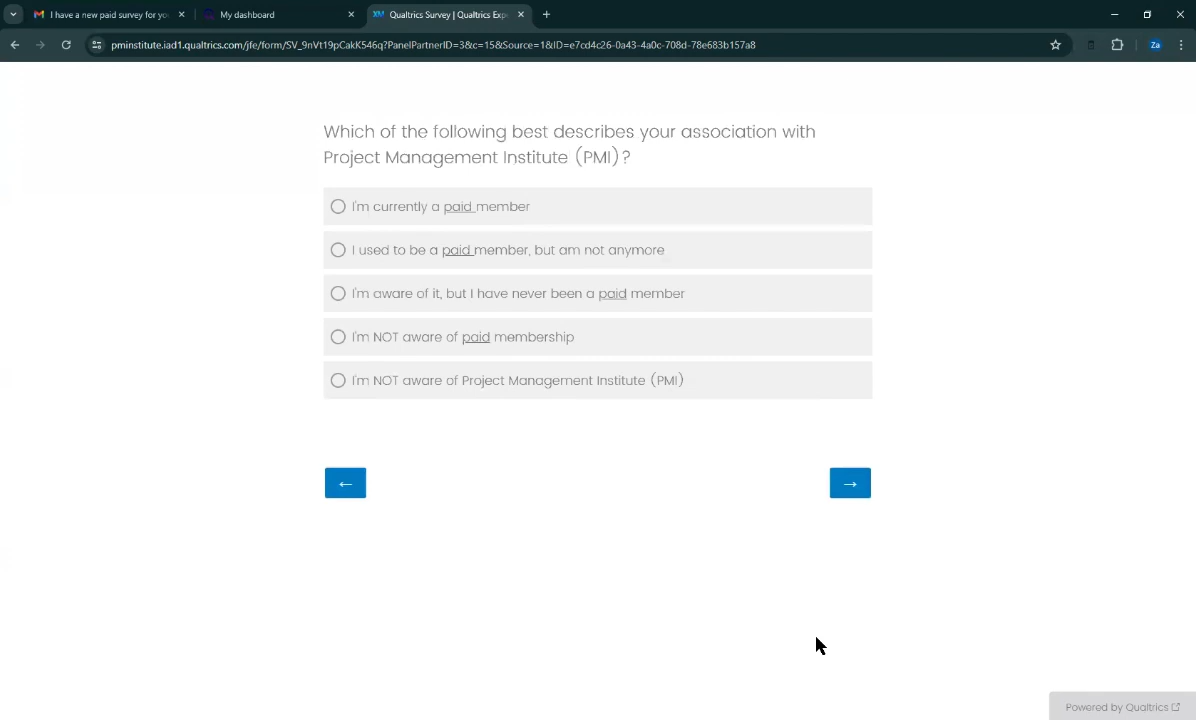 I have a new paid survey for yo
My dashboard
Qualtrics Survey | Qualtrics Exp
pminstitute.iad1.qualtrics.com/jfe/form/SV_9nVt19pCakK546q?PanelPartnerID=3&c=15&Source=1&ID=e7cd4c26-0a43-4a0c-708d-78e683b157a8
Za
Which of the following best describes your association with
Project Management Institute (PMI)?
I'm currently a paid member
I used to be a paid member, but am not anymore
I'm aware of it, but I have never been a paid member
I'm NOT aware of paid membership
I'm NOT aware of Project Management Institute (PMI)
←
→
Powered by Qualtrics